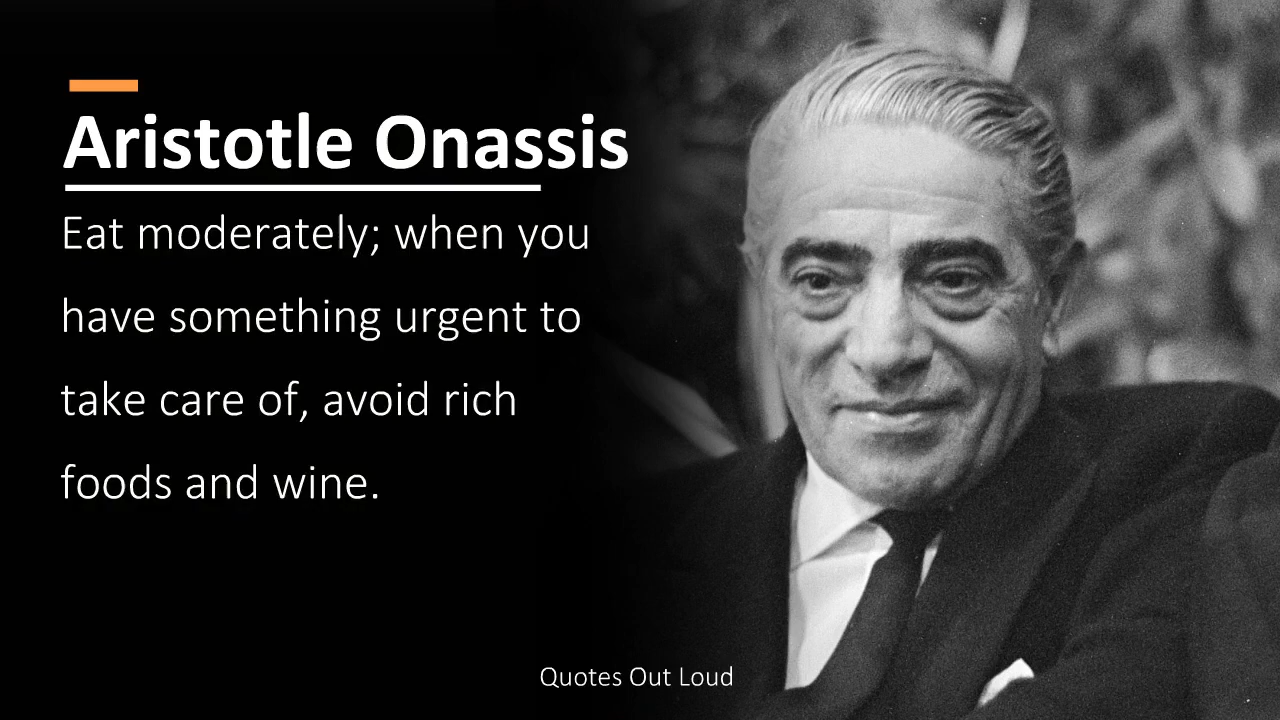 Aristotle Onassis
Eat moderately; when you
have something urgent to
take care of, avoid rich
foods and wine.
Quotes Out Loud